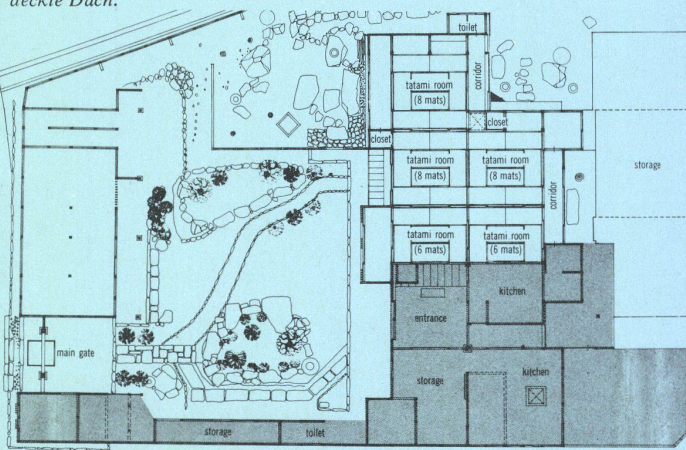 deckte Dach.
toilet
corridor
tatami room
(8 mats)
closet
closet
storage
tatami room
(8 mats)
tatami room
(8 mats)
corridor
tatami room
(6 mats)
tatami room
(6 mats)
kitchen
entrance
main gate
storage
kitchen
storage
toilet